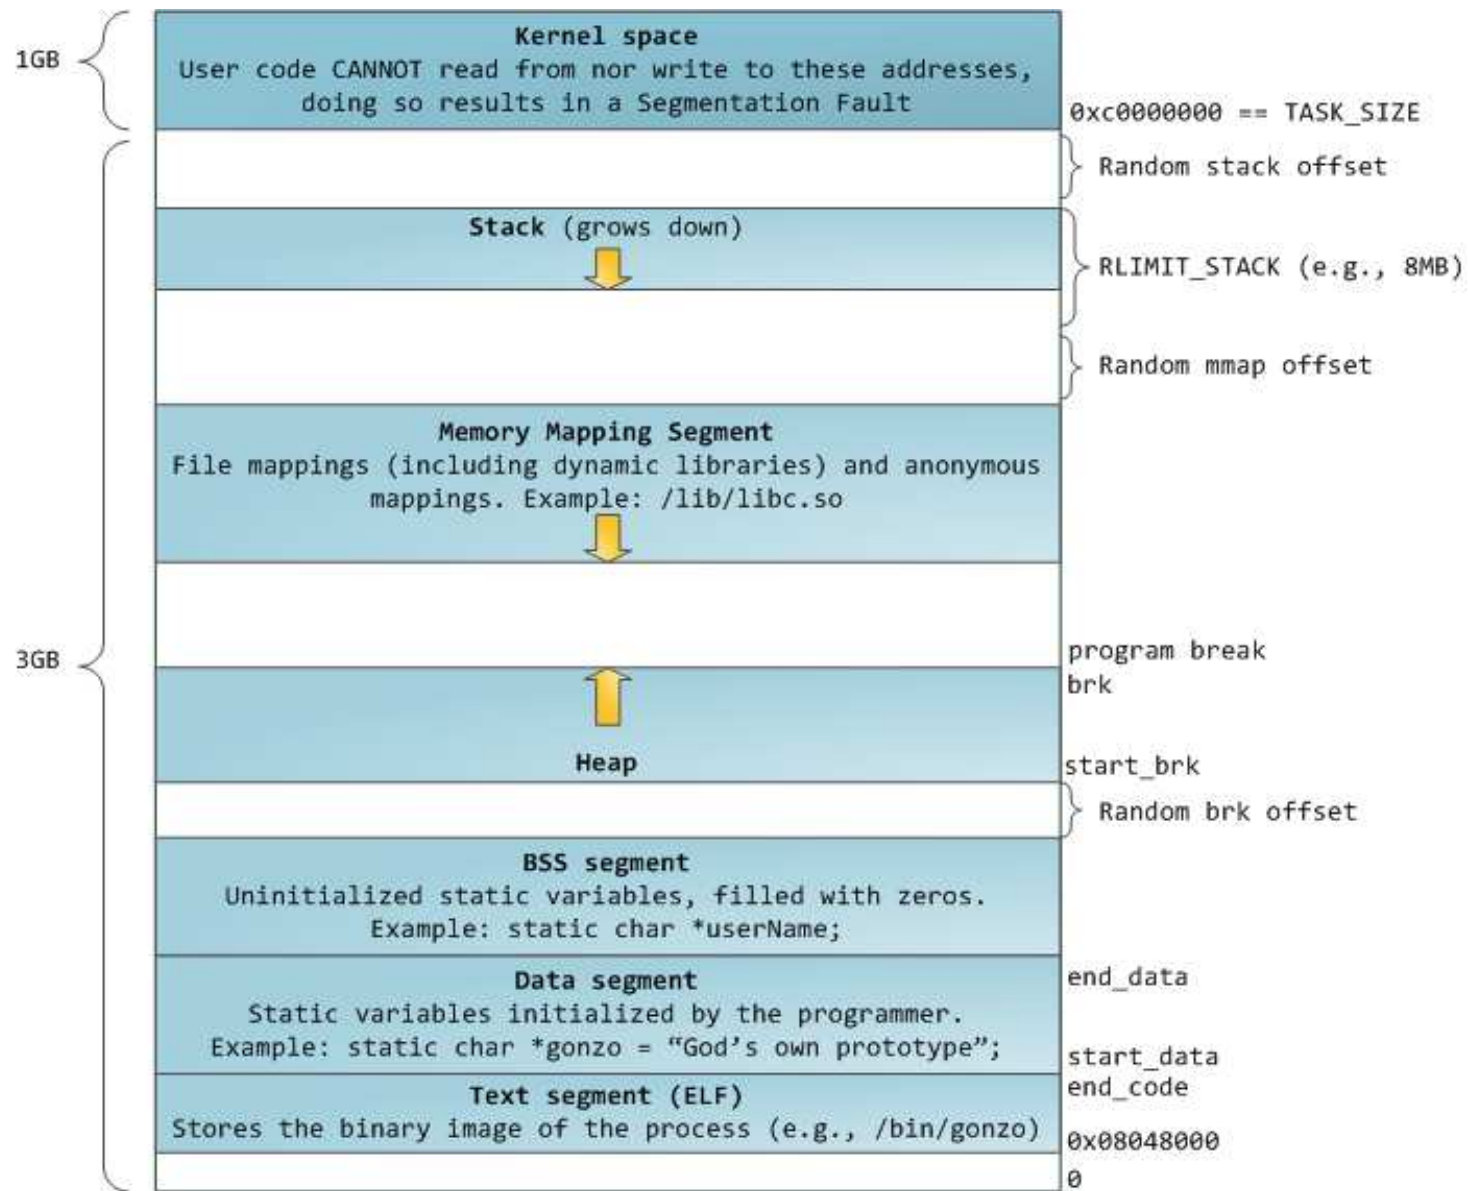 1GB
Kernel space
User code CANNOT read from nor write to these addresses,
doing so results in a Segmentation Fault
0xc0000000 == TASK_SIZE
Random stack offset
Stack (grows down)
RLIMIT_STACK (e.g., 8MB)
Random mmap offset
Memory Mapping Segment
File mappings (including dynamic libraries) and anonymous
mappings. Example: /lib/libc.so
3GB
program break
brk
Heap
start_brk
Random brk offset
BSS segment
Uninitialized static variables, filled with zeros.
Example: static char *userName;
Data segment
Static variables initialized by the programmer.
Example: static char *gonzo = “God’s own prototype”;
end_data
start_data
end_code
Text segment (ELF)
Stores the binary image of the process (e.g., /bin/gonzo)
0x08048000
0